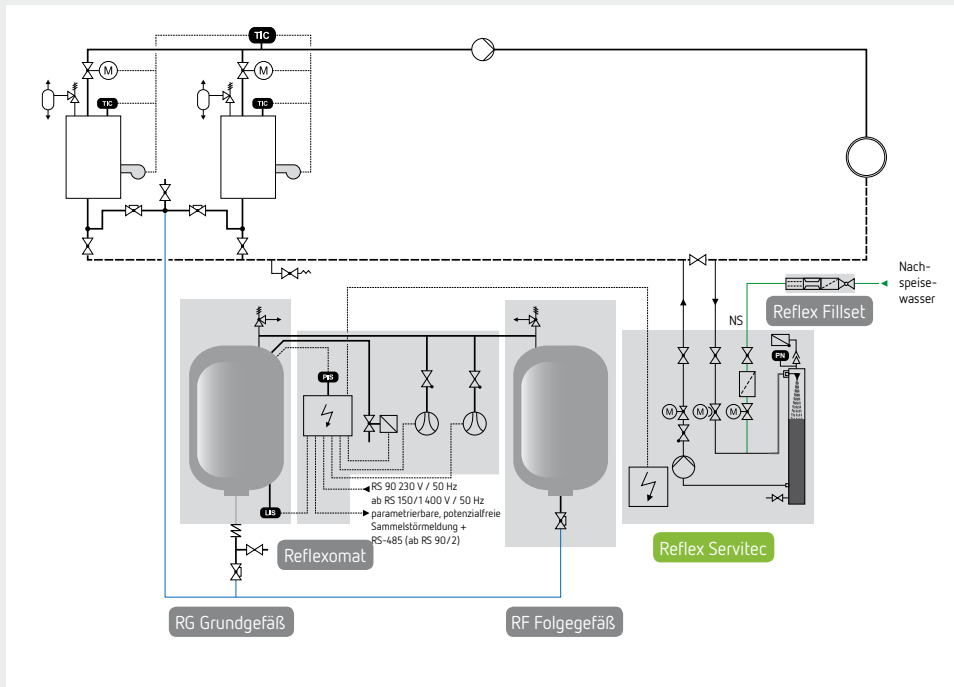 TIC
M
M
TIC
TIC
Nach-
speise-
wasser
Reflex Fillset
NS
PN
PIS
M
M
M
RS 90 230 V / 50 Hz
ab RS 150/1 400 V / 50 Hz
parametrierbare, potenzialfreie
Sammelstörmeldung +
RS-485 (ab RS 90/2)
LIS
Reflexomat
Reflex Servitec
RG Grundgefäß
RF Folgegefäß